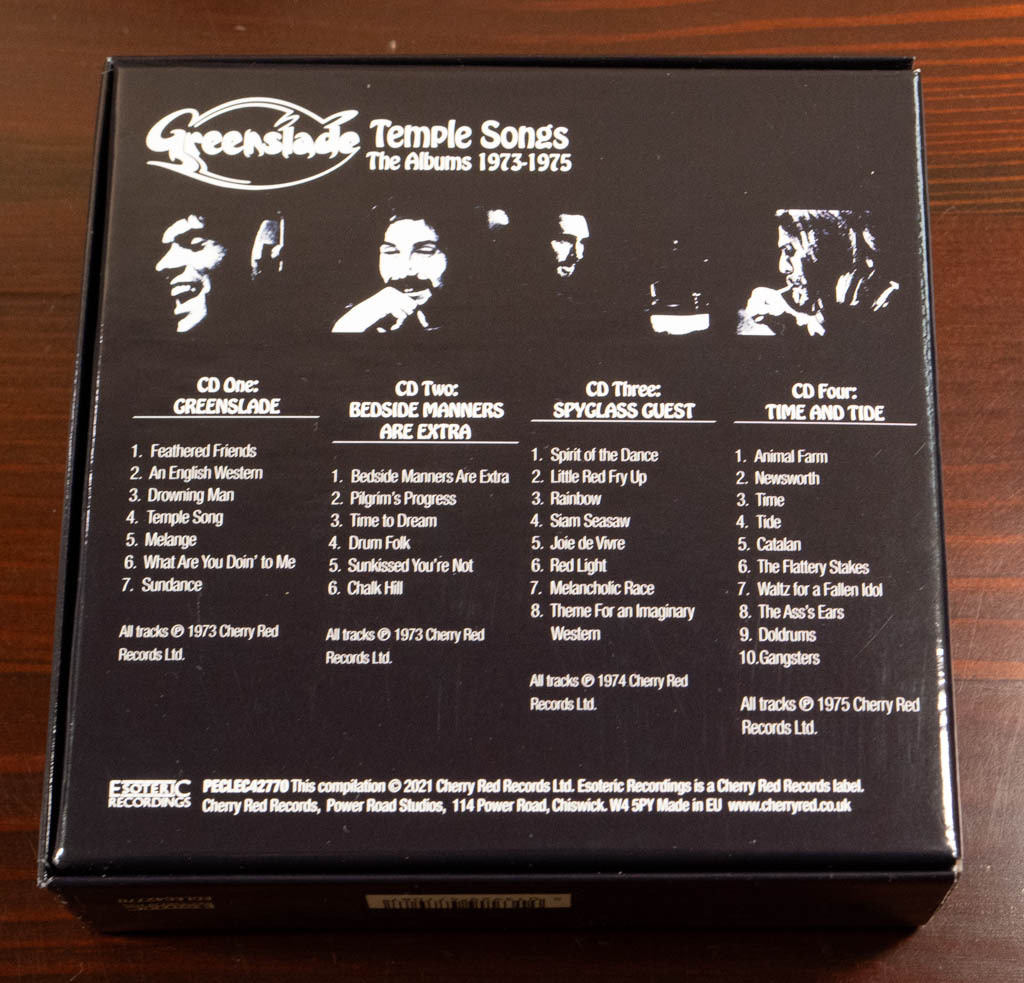 Greenslade Temple Songs
The Albums 1973-1975
CD One:
GREENSLADE
1. Feathered Friends
2. An English Western
3. Drowning Man
4. Temple Song
5. Melange
6. What Are You Doin' to Me
7. Sundance
All tracks ℗ 1973 Cherry Red
Records Ltd.
CD Two:
BEDSIDE MANNERS
ARE EXTRA
1. Bedside Manners Are Extra
2. Pilgrim's Progress
3. Time to Dream
4. Drum Folk
5. Sunkissed You're Not
6. Chalk Hill
All tracks ℗ 1973 Cherry Red
Records Ltd.
CD Three:
SPYGLASS GUEST
1. Spirit of the Dance
2. Little Red Fry Up
3. Rainbow
4. Siam Seasaw
5. Joie de Vivre
6. Red Light
7. Melancholic Race
8. Theme For an Imaginary
Western
All tracks ℗ 1974 Cherry Red
Records Ltd.
CD Four:
TIME AND TIDE
1. Animal Farm
2. Newsworth
3. Time
4. Tide
5. Catalan
6. The Flattery Stakes
7. Waltz for a Fallen Idol
8. The Ass's Ears
9. Doldrums
10.Gangsters
All tracks ℗ 1975 Cherry Red
Records Ltd.
ESOTERIC
RECORDINGS
PECLEC42770 This compilation © 2021 Cherry Red Records Ltd. Esoteric Recordings is a Cherry Red Records label.
Cherry Red Records, Power Road Studios, 114 Power Road, Chiswick. W4 5PY Made in EU www.cherryred.co.uk